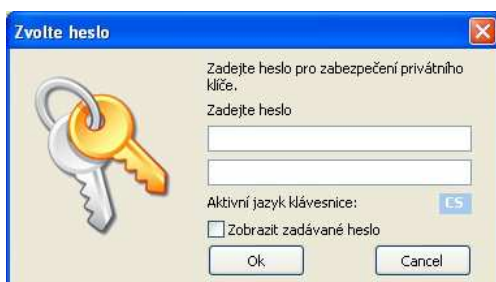 Zvolte heslo
Zadejte heslo pro zabezpečení privátního
klíče.
Zadejte heslo
Aktivní jazyk klávesnice: CS
Zobrazit zadávané heslo
Ok Cancel